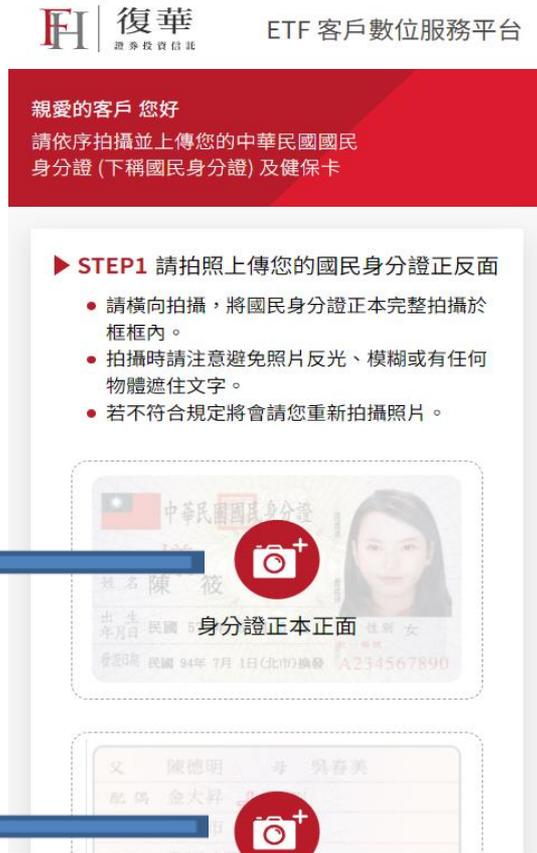 FH 復華
證券投資信託
ETF 客戶數位服務平台
親愛的客戶 您好
請依序拍攝並上傳您的中華民國國民
身分證 (下稱國民身分證) 及健保卡
STEP1 請拍照上傳您的國民身分證正反面
請橫向拍攝，將國民身分證正本完整拍攝於
框框內。
拍攝時請注意避免照片反光、模糊或有任何
物體遮住文字。
若不符合規定將會請您重新拍攝照片。
中華民國國民身分證
姓名 陳 筱
出生
年月日 民國 5
身分證正本正面
性別 女
發證日期 民國 94年 7月 1日(北市)換發 A234567890
父 陳德明 母 吳春美
配偶 金大昇